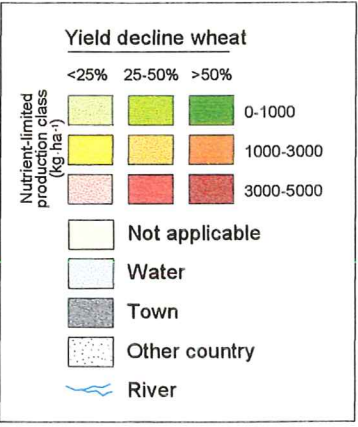 Yield decline wheat
<25% 25-50% >50%
Nutrient-limited
production class
(kg·ha⁻¹)
0-1000
1000-3000
3000-5000
Not applicable
Water
Town
Other country
River